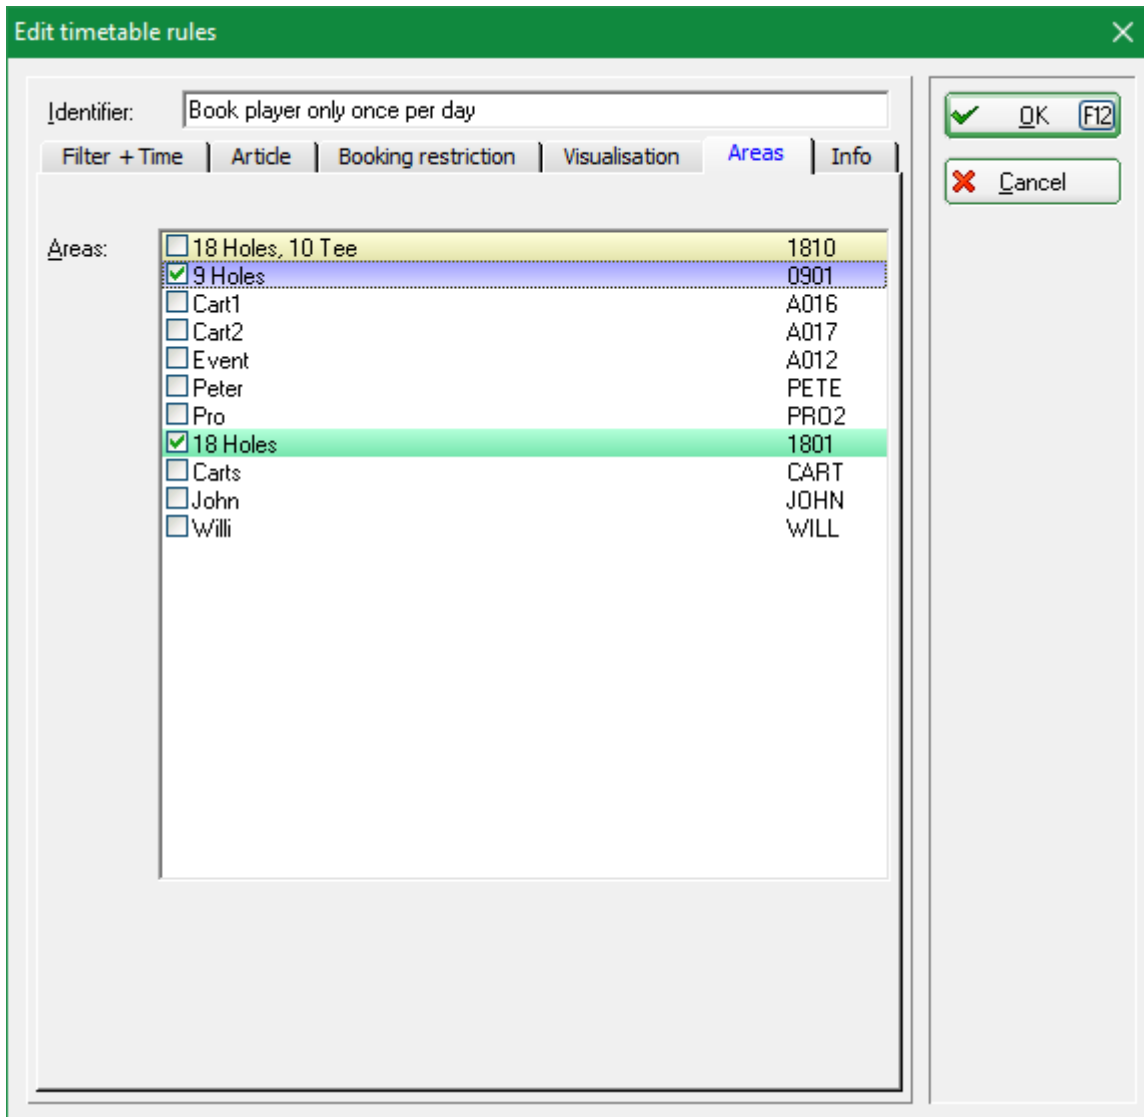 Edit timetable rules
Identifier: Book player only once per day
OK F12
Filter + Time Article Booking restriction Visualisation Areas Info
Cancel
Areas:
18 Holes, 10 Tee 1810
9 Holes 0901
Cart1 A016
Cart2 A017
Event A012
Peter PETE
Pro PRO2
18 Holes 1801
Carts CART
John JOHN
Willi WILL